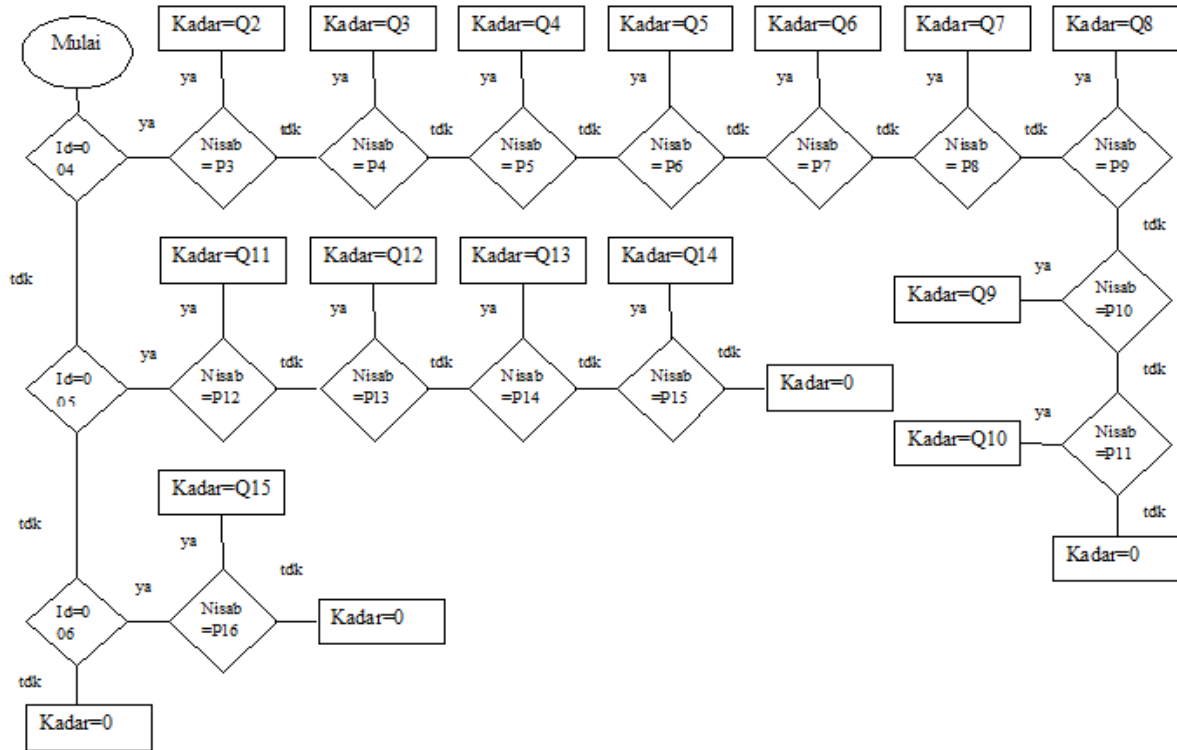 Mulai
Kadar=Q2
Kadar=Q3
Kadar=Q4
Kadar=Q5
Kadar=Q6
Kadar=Q7
Kadar=Q8
ya
ya
ya
ya
ya
ya
ya
Id=0
04
ya
Nisab
= P3
tdk
Nisab
= P4
tdk
Nisab
= P5
tdk
Nisab
= P6
tdk
Nisab
= P7
tdk
Nisab
= P8
tdk
Nisab
= P9
tdk
tdk
Kadar=Q11
Kadar=Q12
Kadar=Q13
Kadar=Q14
ya
Kadar=Q9
Nisab
=P10
ya
ya
ya
ya
Id=0
05
ya
Nisab
=P12
tdk
Nisab
=P13
tdk
Nisab
=P14
tdk
Nisab
=P15
tdk
Kadar=0
tdk
ya
Kadar=Q10
Nisab
=P11
tdk
Kadar=0
tdk
Kadar=Q15
ya
Id=0
06
ya
Nisab
=P16
tdk
Kadar=0
tdk
Kadar=0